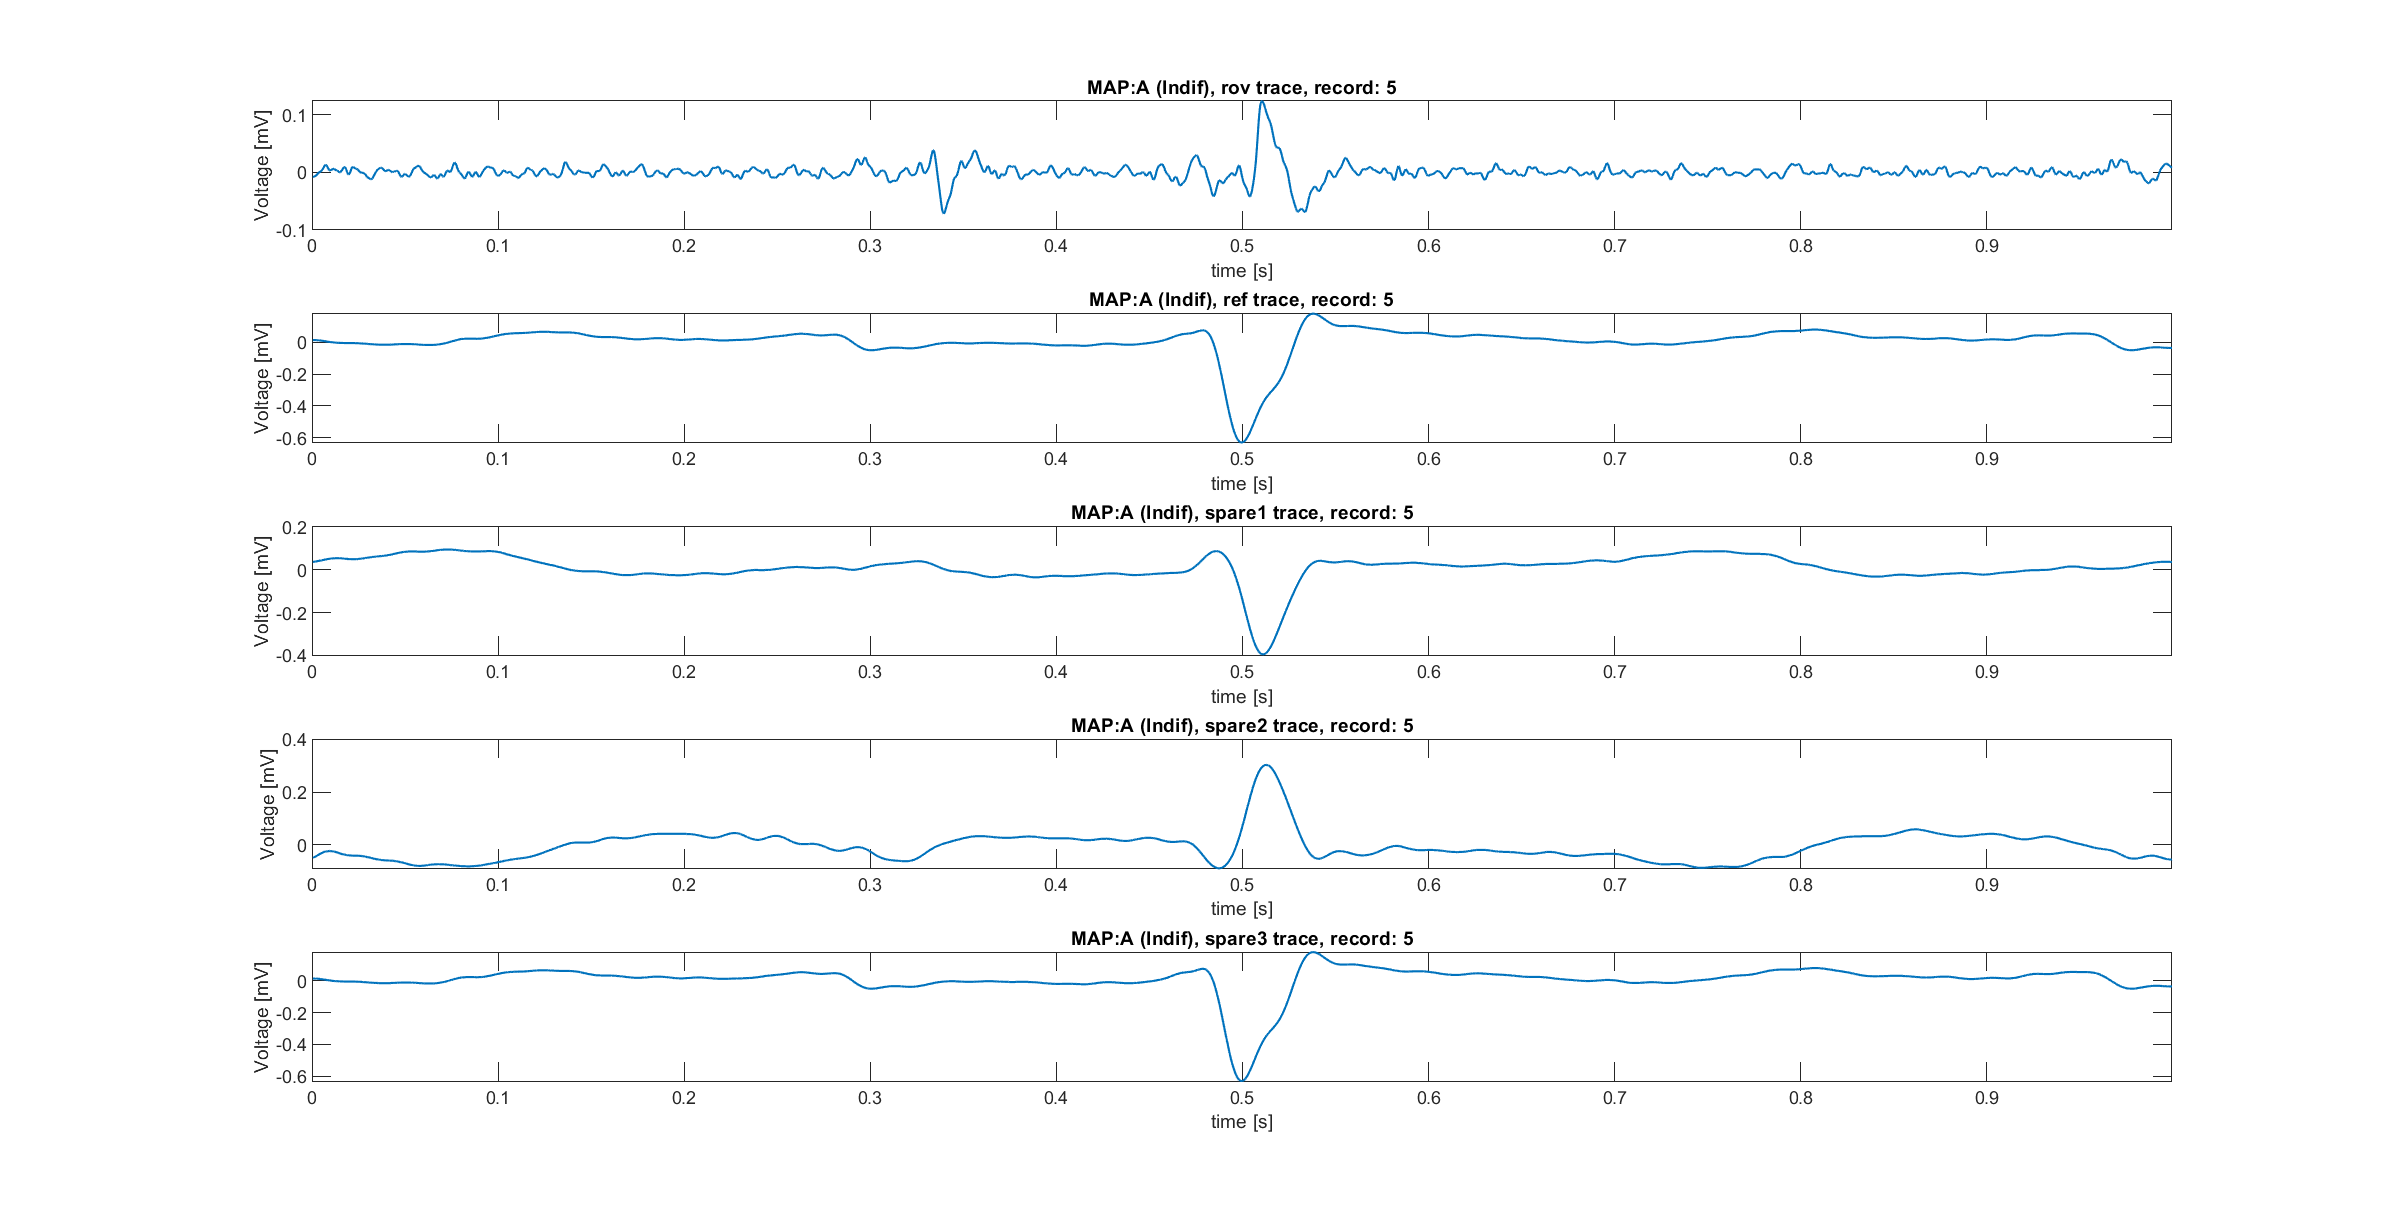 MAP:A (Indif), rov trace, record: 5
Voltage [mV]
0.1
0
-0.1
0 0.1 0.2 0.3 0.4 0.5 0.6 0.7 0.8 0.9
time [s]
MAP:A (Indif), ref trace, record: 5
Voltage [mV]
0
-0.2
-0.4
-0.6
0 0.1 0.2 0.3 0.4 0.5 0.6 0.7 0.8 0.9
time [s]
MAP:A (Indif), spare1 trace, record: 5
Voltage [mV]
0.2
0
-0.2
-0.4
0 0.1 0.2 0.3 0.4 0.5 0.6 0.7 0.8 0.9
time [s]
MAP:A (Indif), spare2 trace, record: 5
Voltage [mV]
0.4
0.2
0
0 0.1 0.2 0.3 0.4 0.5 0.6 0.7 0.8 0.9
time [s]
MAP:A (Indif), spare3 trace, record: 5
Voltage [mV]
0
-0.2
-0.4
-0.6
0 0.1 0.2 0.3 0.4 0.5 0.6 0.7 0.8 0.9
time [s]